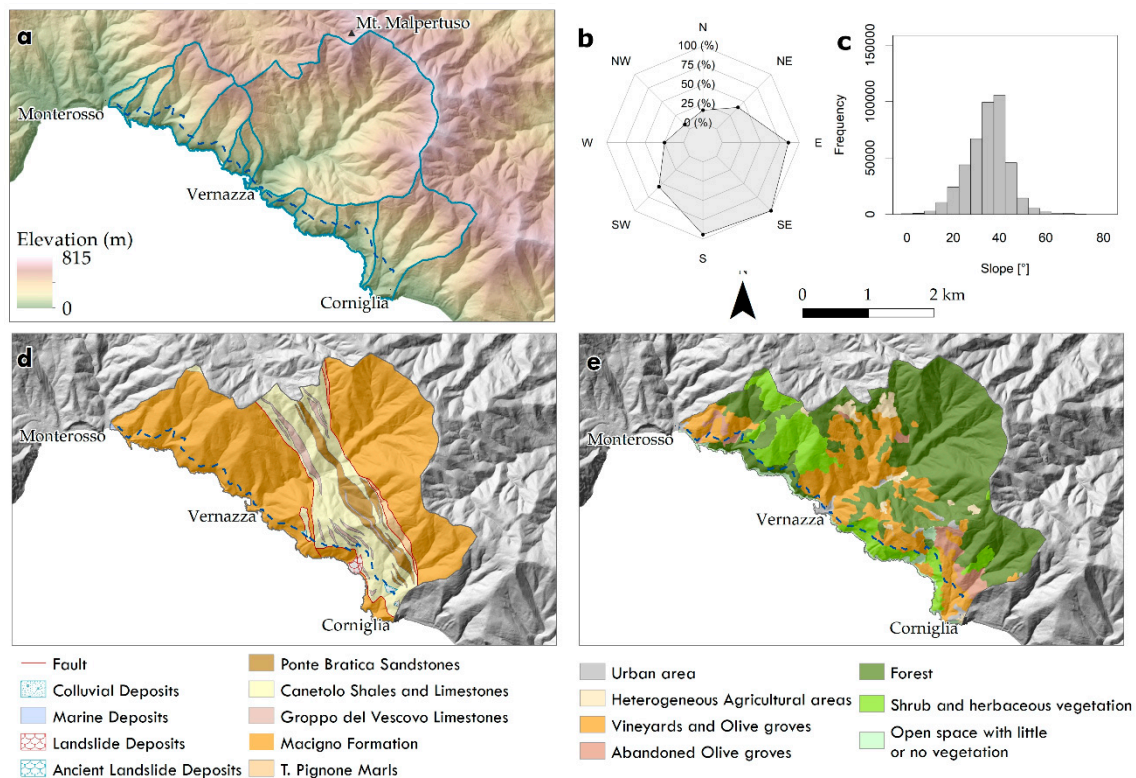 a
Mt. Malpertuso
Monterosso
Vernazza
Elevation (m)
815
0
Corniglia
b
N
100 (%)
75 (%)
50 (%)
25 (%)
0 (%)
NW
NE
W
E
SW
SE
S
c
150000
100000
50000
0
Frequency
0 20 40 60 80
Slope [°]
0 1 2 km
d
Monterosso
Vernazza
Corniglia
Fault
Colluvial Deposits
Marine Deposits
Landslide Deposits
Ancient Landslide Deposits
Ponte Bratica Sandstones
Canetolo Shales and Limestones
Groppo del Vescovo Limestones
Macigno Formation
T. Pignone Marls
e
Monterosso
Vernazza
Corniglia
Urban area
Heterogeneous Agricultural areas
Vineyards and Olive groves
Abandoned Olive groves
Forest
Shrub and herbaceous vegetation
Open space with little
or no vegetation